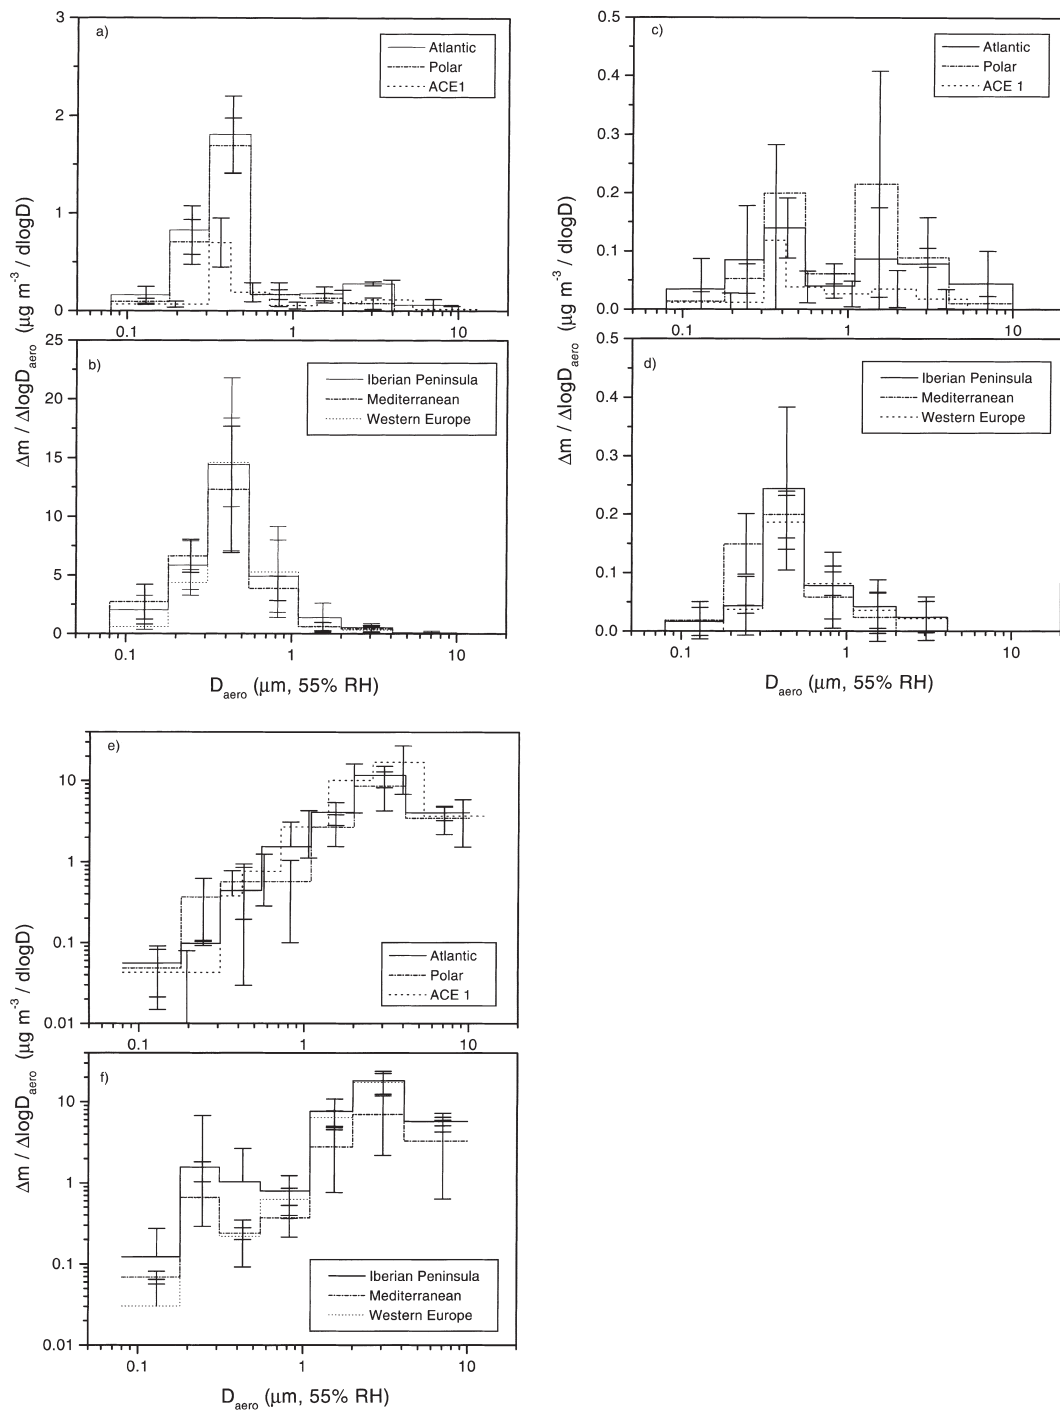 a)
Atlantic
Polar
ACE1
3
2
1
0
0.1
1
10
b)
Iberian Peninsula
Mediterranean
Western Europe
25
20
15
10
5
0
0.1
1
10
Δm / ΔlogD_aero (μg m⁻³ / dlogD)
D_aero (μm, 55% RH)
c)
Atlantic
Polar
ACE 1
0.5
0.4
0.3
0.2
0.1
0.0
0.1
1
10
d)
Iberian Peninsula
Mediterranean
Western Europe
0.5
0.4
0.3
0.2
0.1
0.0
0.1
1
10
Δm / ΔlogD_aero (μg m⁻³ / dlogD)
D_aero (μm, 55% RH)
e)
Atlantic
Polar
ACE 1
10
1
0.1
0.01
0.1
1
10
f)
Iberian Peninsula
Mediterranean
Western Europe
10
1
0.1
0.01
0.1
1
10
Δm / ΔlogD_aero (μg m⁻³ / dlogD)
D_aero (μm, 55% RH)